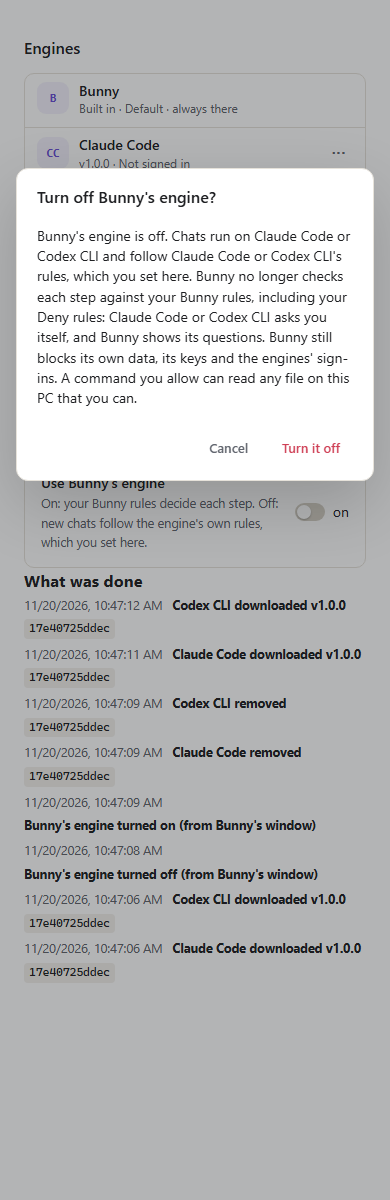 Engines
B
Bunny
Built in · Default · always there
CC
Claude Code
...
v1.0.0 · Not signed in
Turn off Bunny's engine?
Bunny's engine is off. Chats run on Claude Code or
Codex CLI and follow Claude Code or Codex CLI's
rules, which you set here. Bunny no longer checks
each step against your Bunny rules, including your
Deny rules: Claude Code or Codex CLI asks you
itself, and Bunny shows its questions. Bunny still
blocks its own data, its keys and the engines' sign-
ins. A command you allow can read any file on this
PC that you can.
Cancel
Turn it off
Use Bunny's engine
On: your Bunny rules decide each step. Off:
new chats follow the engine's own rules,
which you set here.
on
What was done
11/20/2026, 10:47:12 AM Codex CLI downloaded v1.0.0
17e40725ddec
11/20/2026, 10:47:11 AM Claude Code downloaded v1.0.0
17e40725ddec
11/20/2026, 10:47:09 AM Codex CLI removed
17e40725ddec
11/20/2026, 10:47:09 AM Claude Code removed
17e40725ddec
11/20/2026, 10:47:09 AM
Bunny's engine turned on (from Bunny's window)
11/20/2026, 10:47:08 AM
Bunny's engine turned off (from Bunny's window)
11/20/2026, 10:47:06 AM Codex CLI downloaded v1.0.0
17e40725ddec
11/20/2026, 10:47:06 AM Claude Code downloaded v1.0.0
17e40725ddec